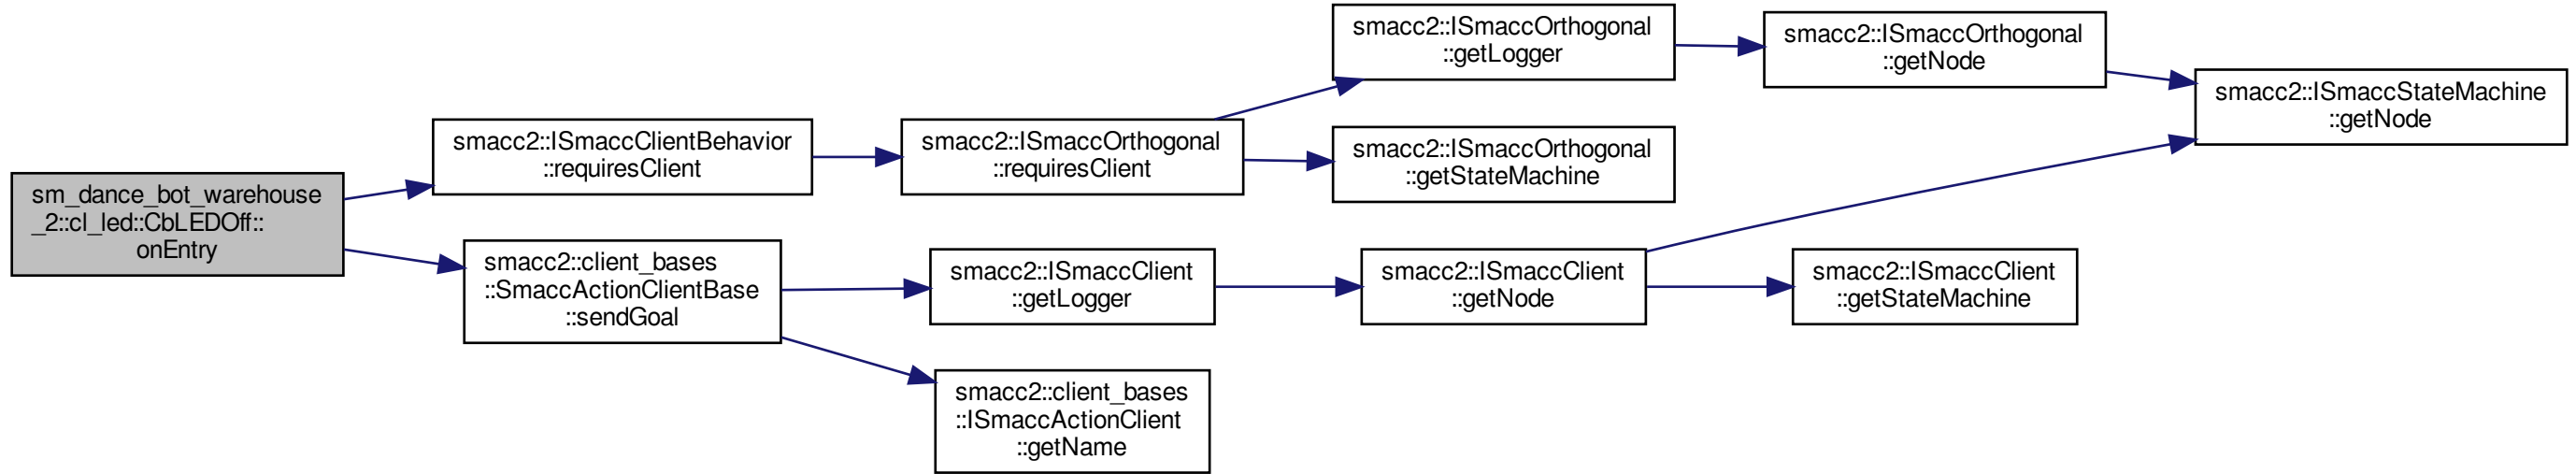 sm_dance_bot_warehouse
_2::cl_led::CbLEDOff::
onEntry
smacc2::ISmaccClientBehavior
::requiresClient
smacc2::ISmaccOrthogonal
::requiresClient
smacc2::ISmaccOrthogonal
::getLogger
smacc2::ISmaccOrthogonal
::getNode
smacc2::ISmaccStateMachine
::getNode
smacc2::ISmaccOrthogonal
::getStateMachine
smacc2::client_bases
::SmaccActionClientBase
::sendGoal
smacc2::ISmaccClient
::getLogger
smacc2::ISmaccClient
::getNode
smacc2::ISmaccClient
::getStateMachine
smacc2::client_bases
::ISmaccActionClient
::getName